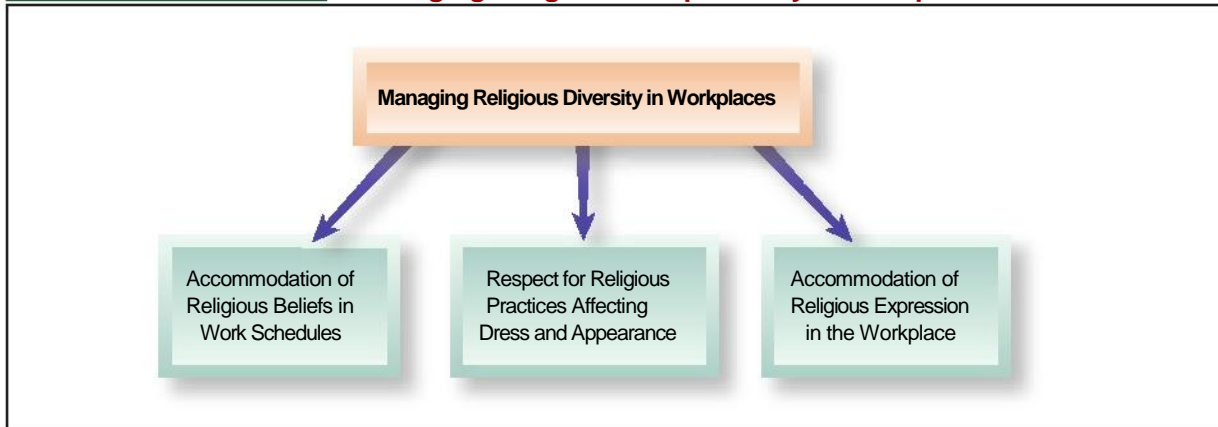 Managing Religious Diversity in Workplaces
Accommodation of
Religious Beliefs in
Work Schedules
Respect for Religious
Practices Affecting
Dress and Appearance
Accommodation of
Religious Expression
in the Workplace